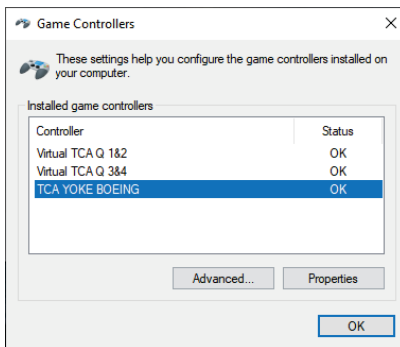 Game Controllers
These settings help you configure the game controllers installed on
your computer.
Installed game controllers
Controller Status
Virtual TCA Q 1&2 OK
Virtual TCA Q 3&4 OK
TCA YOKE BOEING OK
Advanced... Properties
OK